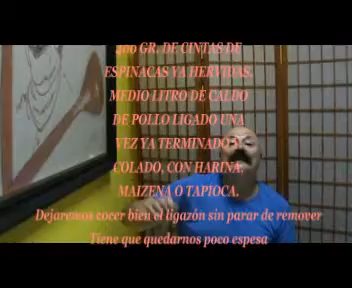 200 GR. DE CINTAS DE
ESPINACAS YA HERVIDAS.
MEDIO LITRO DE CALDO
DE POLLO LIGADO UNA
VEZ YA TERMINADO Y
COLADO, CON HARINA,
MAIZENA O TAPIOCA.
Dejaremos cocer bien el ligazón sin parar de remover
Tiene que quedarnos poco espesa